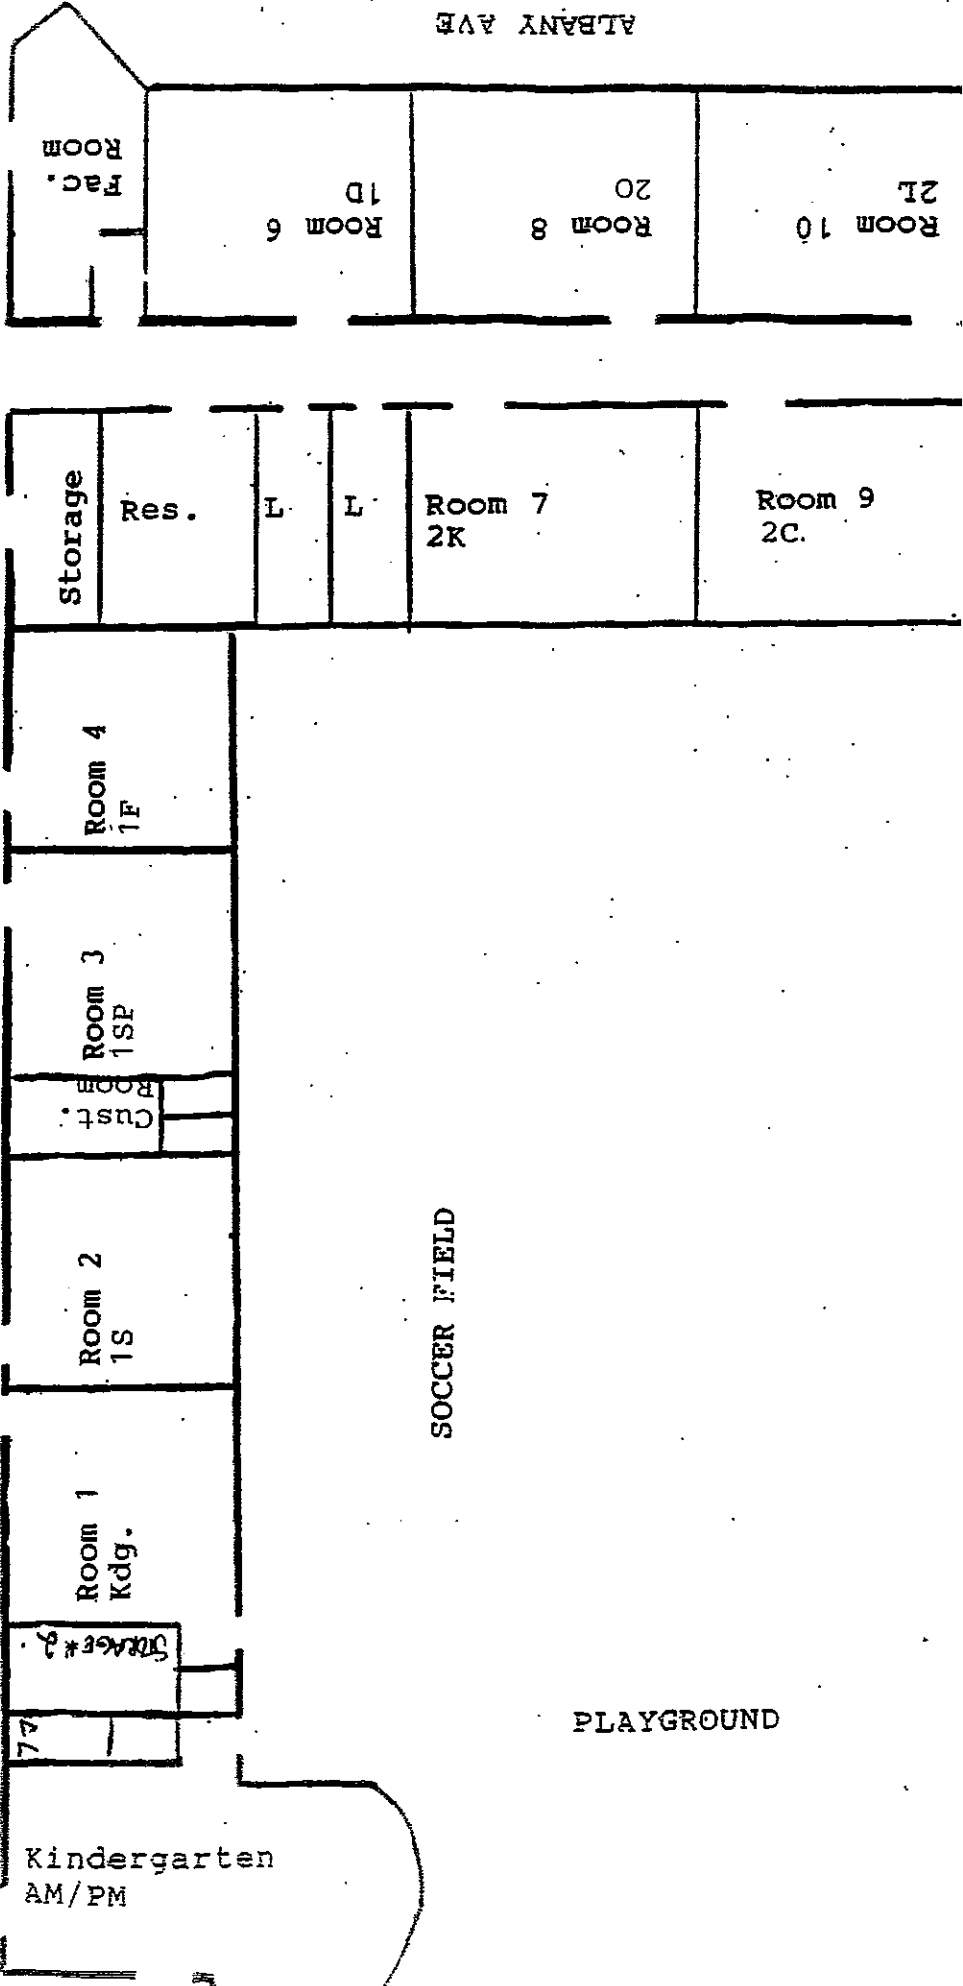 ALBANY AVE
Fac.
Room
Room 6
1D
Room 8
2O
Room 10
2L
Storage
Res.
L
L
Room 7
2K
Room 9
2C.
Room 4
1F
Room 3
1SP
Cust.
Room
Room 2
1S
SOCCER FIELD
Room 1
Kdg.
STORAGE*2.
PLAYGROUND
Kindergarten
AM/PM